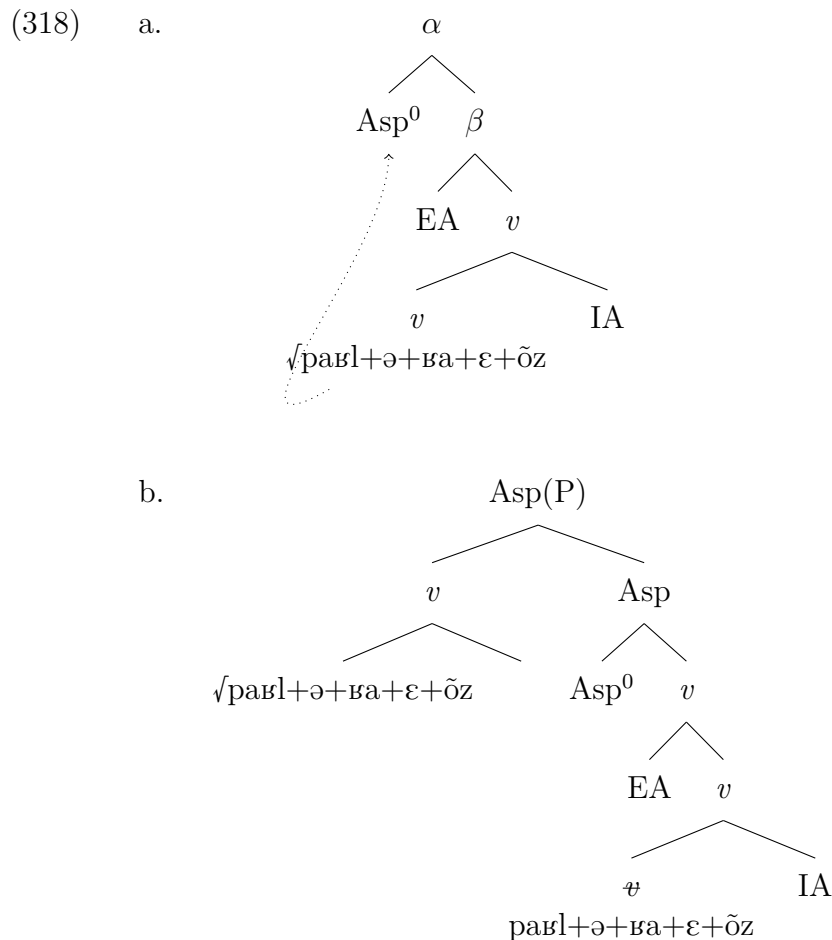 (318) a. α
Asp⁰ β
EA v
v IA
√paʁl+ə+ʁa+ɛ+õz
b. Asp(P)
v Asp
√paʁl+ə+ʁa+ɛ+õz Asp⁰ v
EA v
v IA
paʁl+ə+ʁa+ɛ+õz